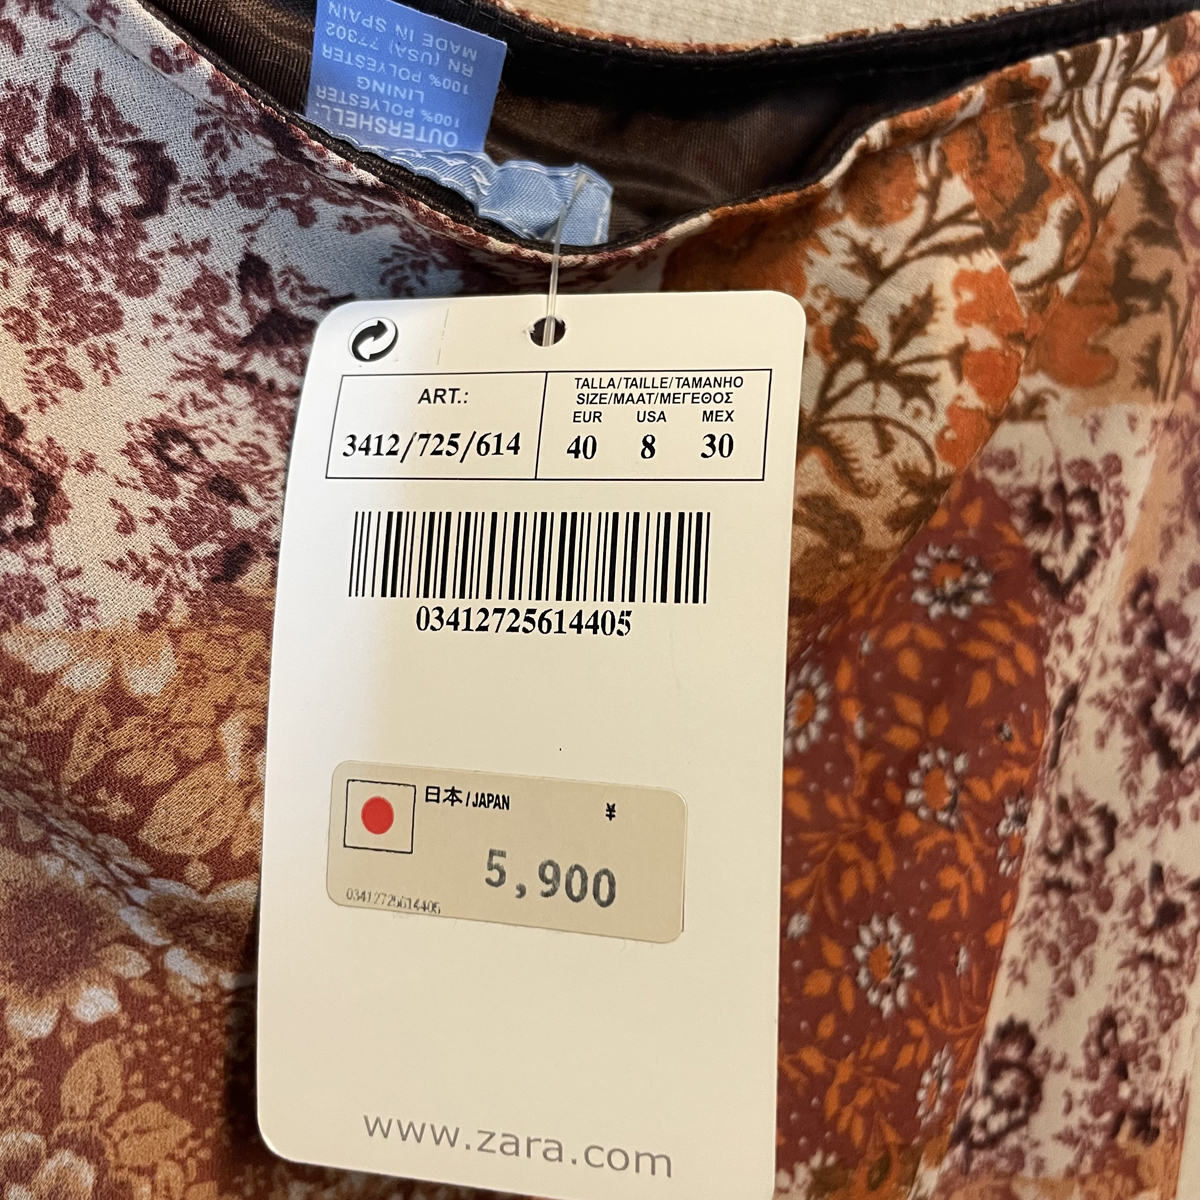 OUTERSHELL:
100% POLYESTER
LINING
100% POLYESTER
RN (USA) 77302
MADE IN SPAIN
ART.:
3412/725/614
TALLA/TAILLE/TAMANHO
SIZE/MAAT/ΜΕΓΕΘΟΣ
EUR USA MEX
40 8 30
03412725614405
日本/JAPAN ¥
5,900
03412725614405
www.zara.com